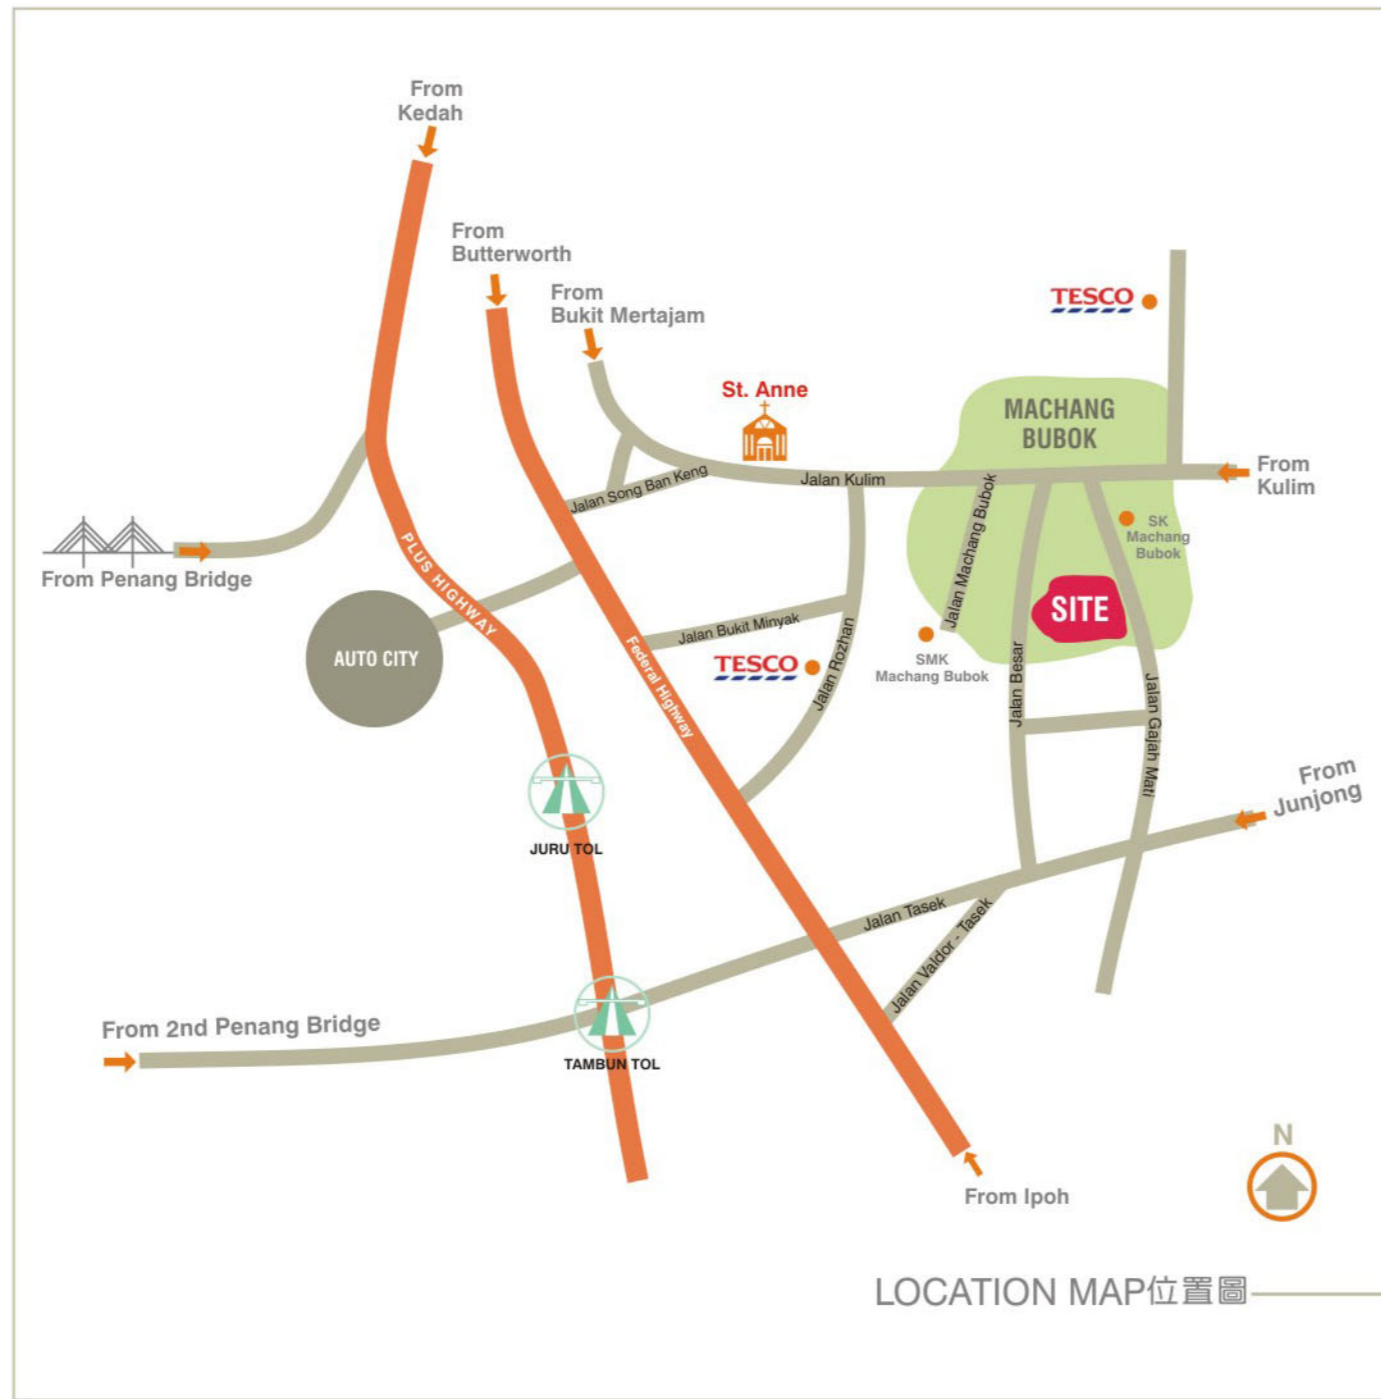 From
Kedah
From
Butterworth
From
Bukit Mertajam
TESCO
St. Anne
MACHANG
BUBOK
From
Kulim
Jalan Song Ban Keng
Jalan Kulim
Jalan Machang Bubok
SK
Machang
Bubok
From Penang Bridge
PLUS HIGHWAY
SITE
AUTO CITY
Jalan Bukit Minyak
Federal Highway
TESCO
Jalan Rozhan
SMK
Machang Bubok
Jalan Besar
Jalan Gajah Mati
From
Junjong
JURU TOL
Jalan Tasek
Jalan Valdor - Tasek
From 2nd Penang Bridge
TAMBUN TOL
N
From Ipoh
LOCATION MAP位置圖